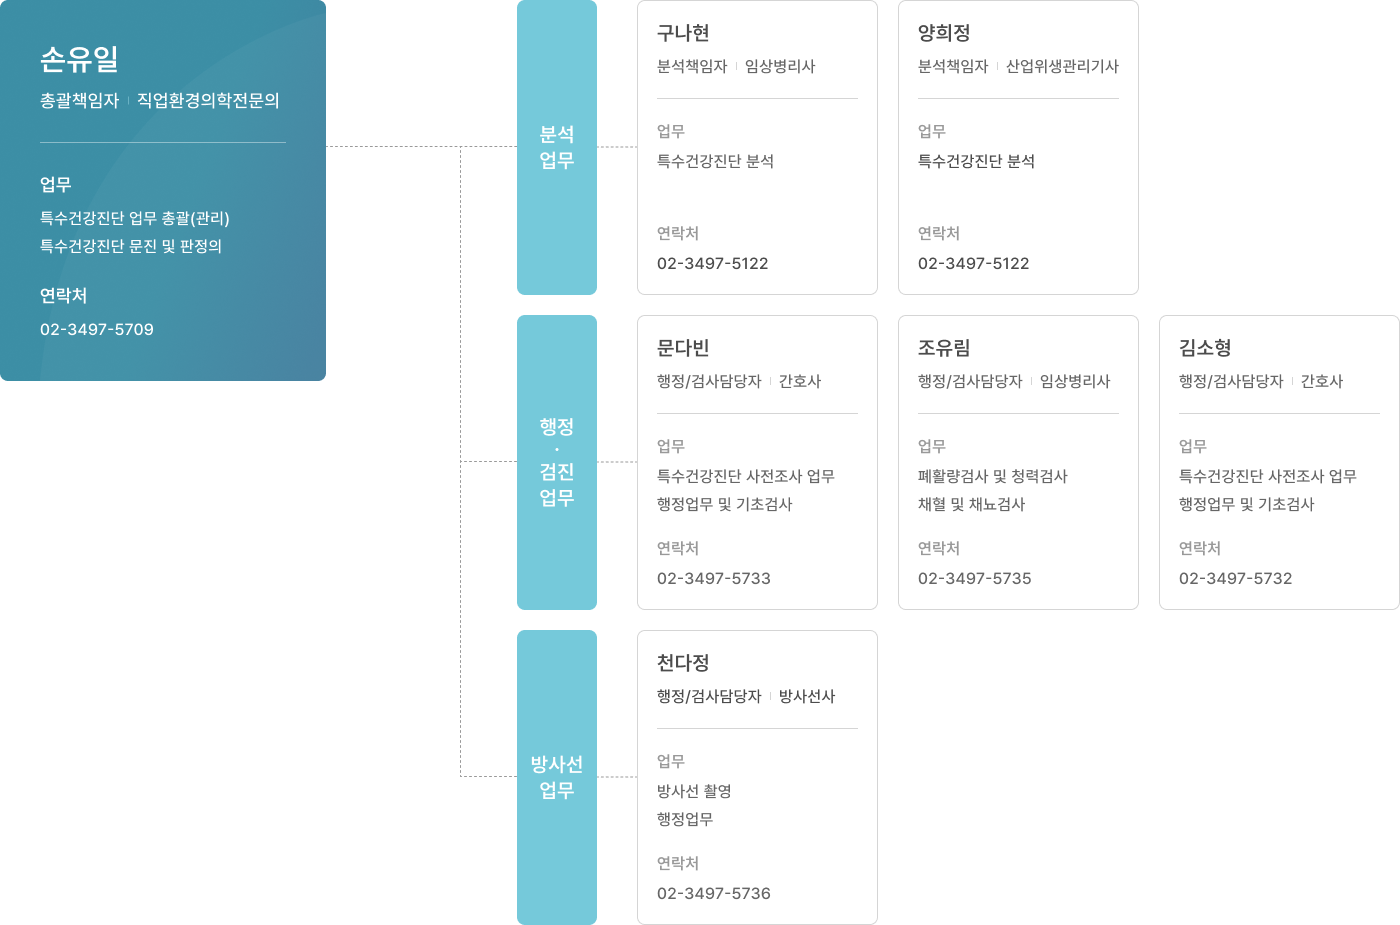 손유일
총괄책임자 | 직업환경의학전문의
업무
특수건강진단 업무 총괄(관리)
특수건강진단 문진 및 판정의
연락처
02-3497-5709
분석
업무
구나현
분석책임자 | 임상병리사
업무
특수건강진단 분석
연락처
02-3497-5122
양희정
분석책임자 | 산업위생관리기사
업무
특수건강진단 분석
연락처
02-3497-5122
행정
·
검진
업무
문다빈
행정/검사담당자 | 간호사
업무
특수건강진단 사전조사 업무
행정업무 및 기초검사
연락처
02-3497-5733
조유림
행정/검사담당자 | 임상병리사
업무
폐활량검사 및 청력검사
채혈 및 채뇨검사
연락처
02-3497-5735
김소형
행정/검사담당자 | 간호사
업무
특수건강진단 사전조사 업무
행정업무 및 기초검사
연락처
02-3497-5732
방사선
업무
천다정
행정/검사담당자 | 방사선사
업무
방사선 촬영
행정업무
연락처
02-3497-5736